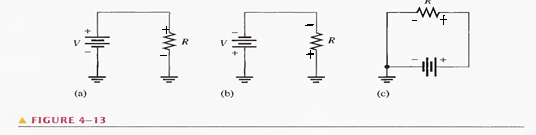 R
− +
+ V − + − R
− V + − + R
− +
(a) (b) (c)
▲ FIGURE 4–13